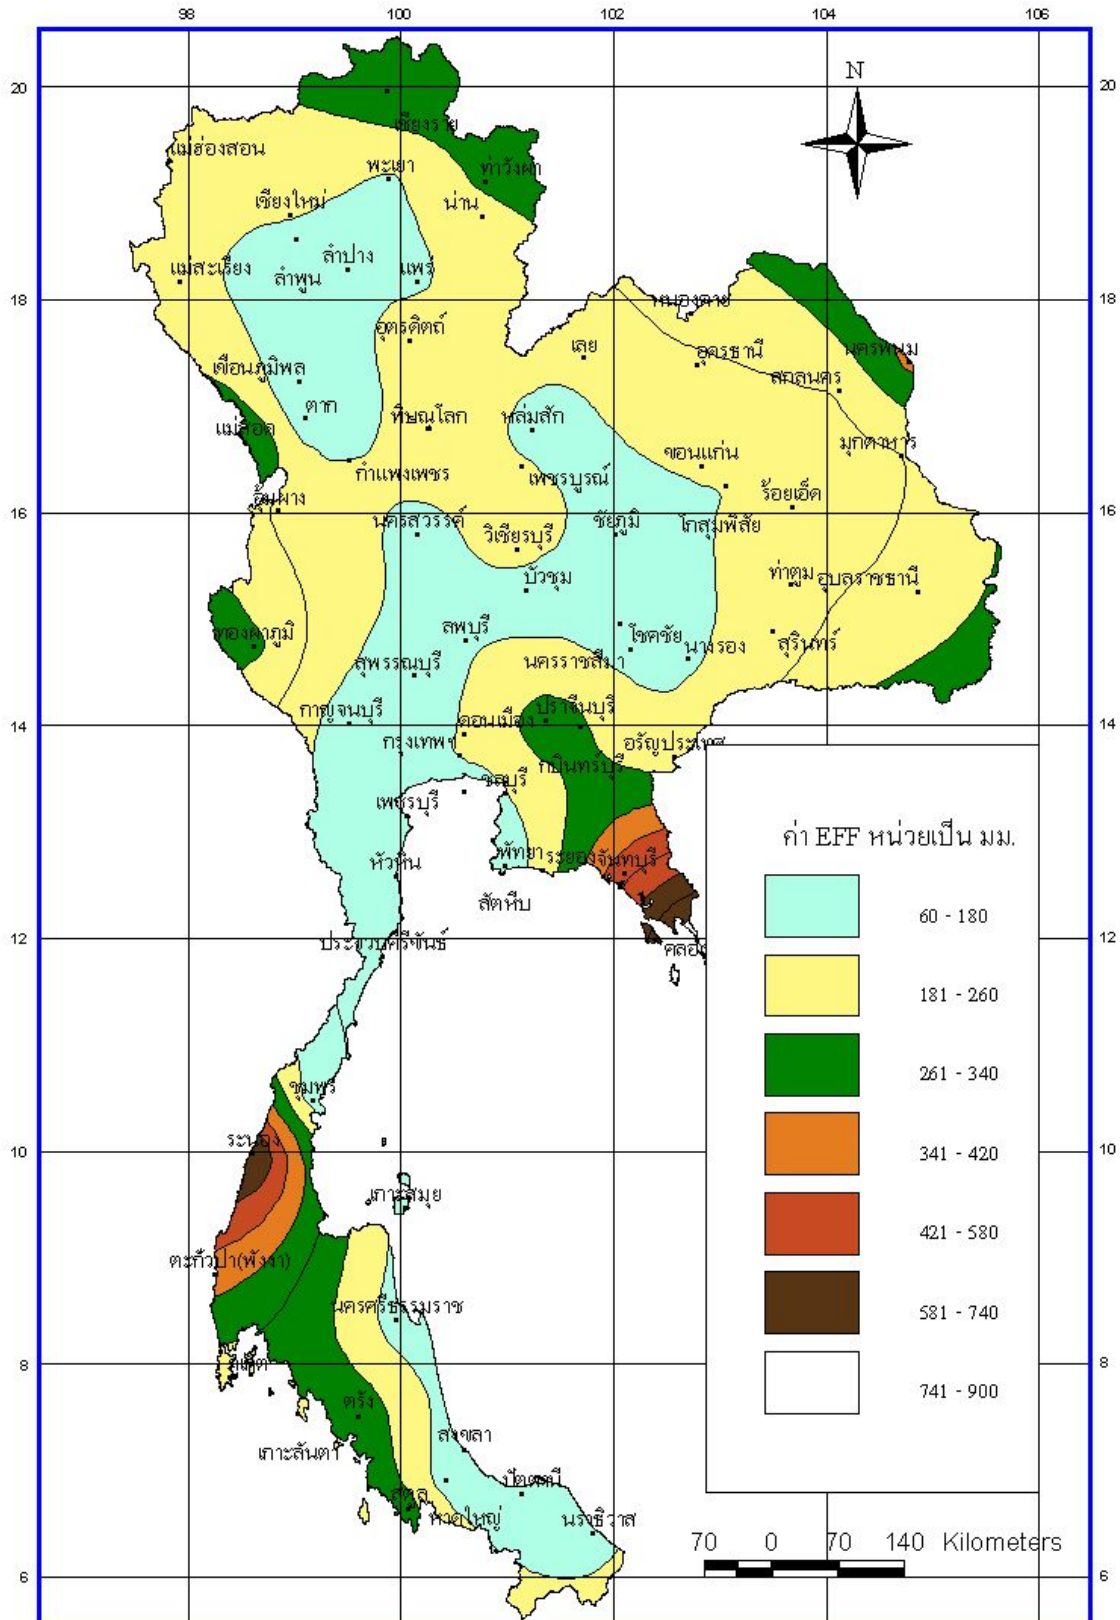 98 100 102 104 106
N
20 20
เชียงราย
แม่ฮ่องสอน
พะเยา
ท่าวังผา
เชียงใหม่
น่าน
ลำปาง
แม่สะเรียง
แพร่
ลำพูน
18 18
หนองคาย
อุตรดิตถ์
เลย
อุดรธานี
นครพนม
เขื่อนภูมิพล
สกลนคร
ตาก
พิษณุโลก
หล่มสัก
แม่สอด
มุกดาหาร
ขอนแก่น
กำแพงเพชร
เพชรบูรณ์
ร้อยเอ็ด
อุ้มผาง
16 16
นครสวรรค์
วิเชียรบุรี
ชัยภูมิ
โกสุมพิสัย
บัวชุม
ท่าตูม
อุบลราชธานี
ทองผาภูมิ
ลพบุรี
โชคชัย
นางรอง
สุรินทร์
สุพรรณบุรี
นครราชสีมา
กาญจนบุรี
ปราจีนบุรี
14 14
ดอนเมือง
กรุงเทพฯ
อรัญประเทศ
กบินทร์บุรี
ชลบุรี
เพชรบุรี
ค่า EFF หน่วยเป็น มม.
พัทยา
ระยอง
จันทบุรี
หัวหิน
สัตหีบ
60 - 180
12 12
ประจวบคีรีขันธ์
คลอง
181 - 260
261 - 340
ชุมพร
ระนอง
341 - 420
10 10
เกาะสมุย
421 - 580
ตะกั่วป่า(พังงา)
นครศรีธรรมราช
581 - 740
8 8
ภูเก็ต
741 - 900
ตรัง
เกาะลันตา
สงขลา
ปัตตานี
สตูล
หาดใหญ่
นราธิวาส
70 0 70 140 Kilometers
6 6